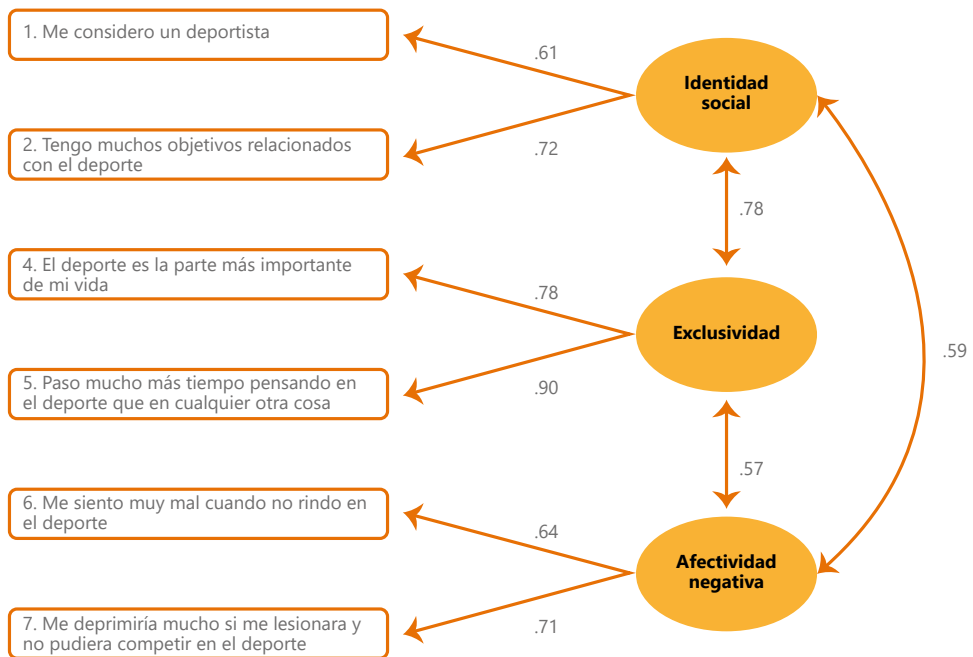 1. Me considero un deportista
.61
Identidad
social
2. Tengo muchos objetivos relacionados
con el deporte
.72
.78
4. El deporte es la parte más importante
de mi vida
.78
Exclusividad
.59
5. Paso mucho más tiempo pensando en
el deporte que en cualquier otra cosa
.90
.57
6. Me siento muy mal cuando no rindo en
el deporte
.64
Afectividad
negativa
7. Me deprimiría mucho si me lesionara y
no pudiera competir en el deporte
.71